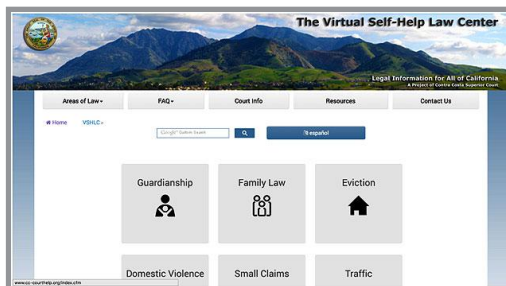 The Virtual Self-Help Law Center
Legal Information for All of California
A Project of Contra Costa Superior Court
Areas of Law FAQ Court Info Resources Contact Us
Home VSHLC
Google Custom Search
español
Guardianship Family Law Eviction
Domestic Violence Small Claims Traffic
www.cc-courthelp.org/index.cfm